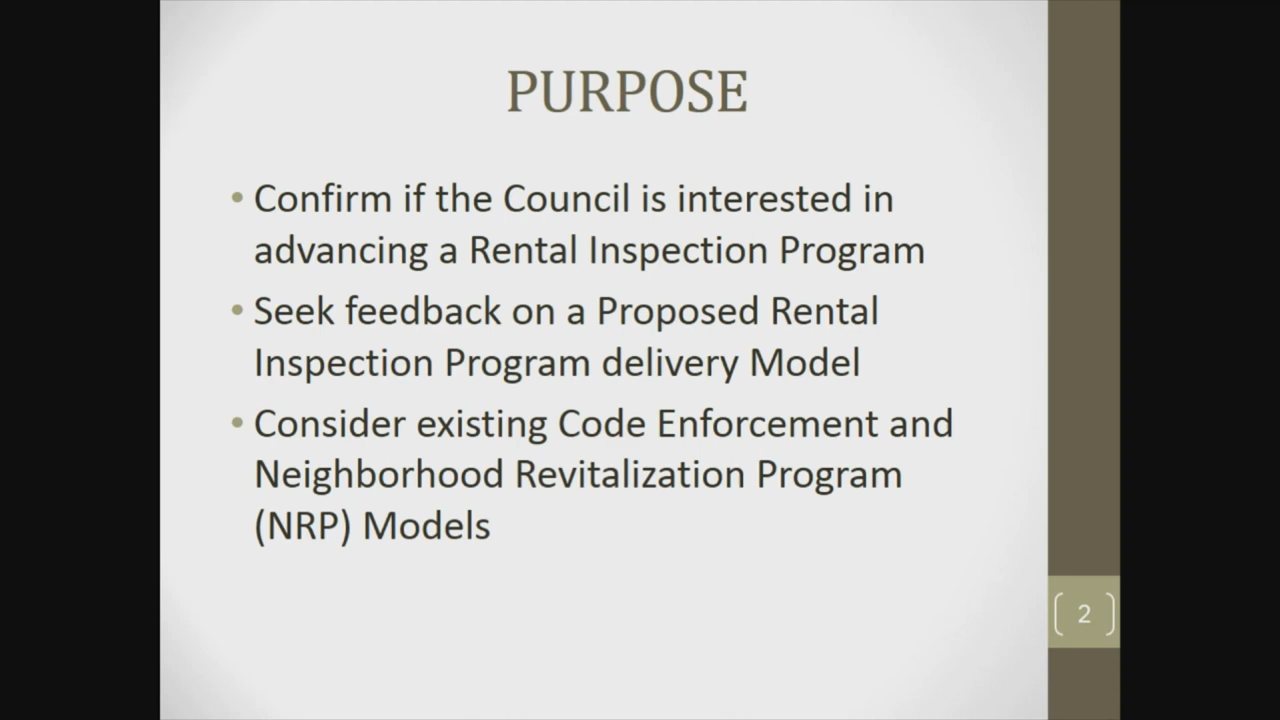 PURPOSE
• Confirm if the Council is interested in
advancing a Rental Inspection Program
• Seek feedback on a Proposed Rental
Inspection Program delivery Model
• Consider existing Code Enforcement and
Neighborhood Revitalization Program
(NRP) Models
2